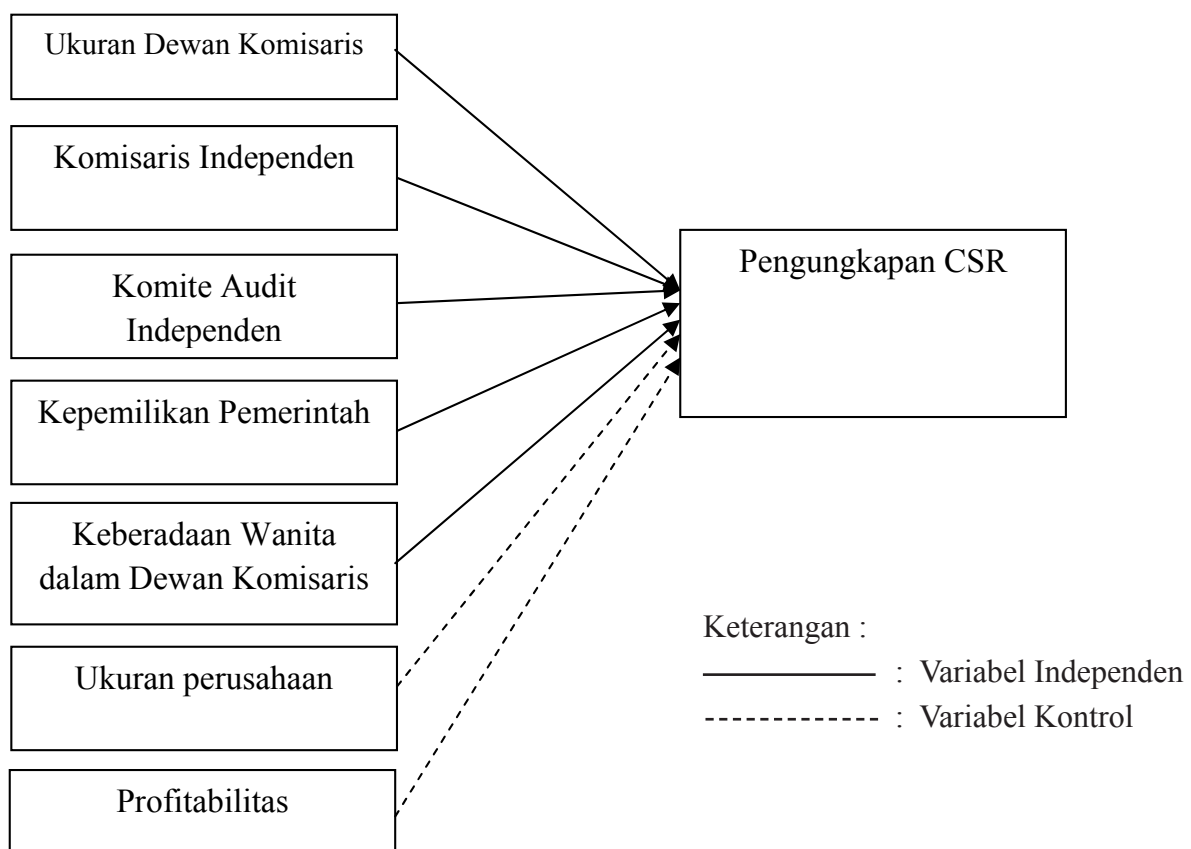 Ukuran Dewan Komisaris
Komisaris Independen
Komite Audit
Independen
Kepemilikan Pemerintah
Keberadaan Wanita
dalam Dewan Komisaris
Ukuran perusahaan
Profitabilitas
Pengungkapan CSR
Keterangan :
: Variabel Independen
: Variabel Kontrol